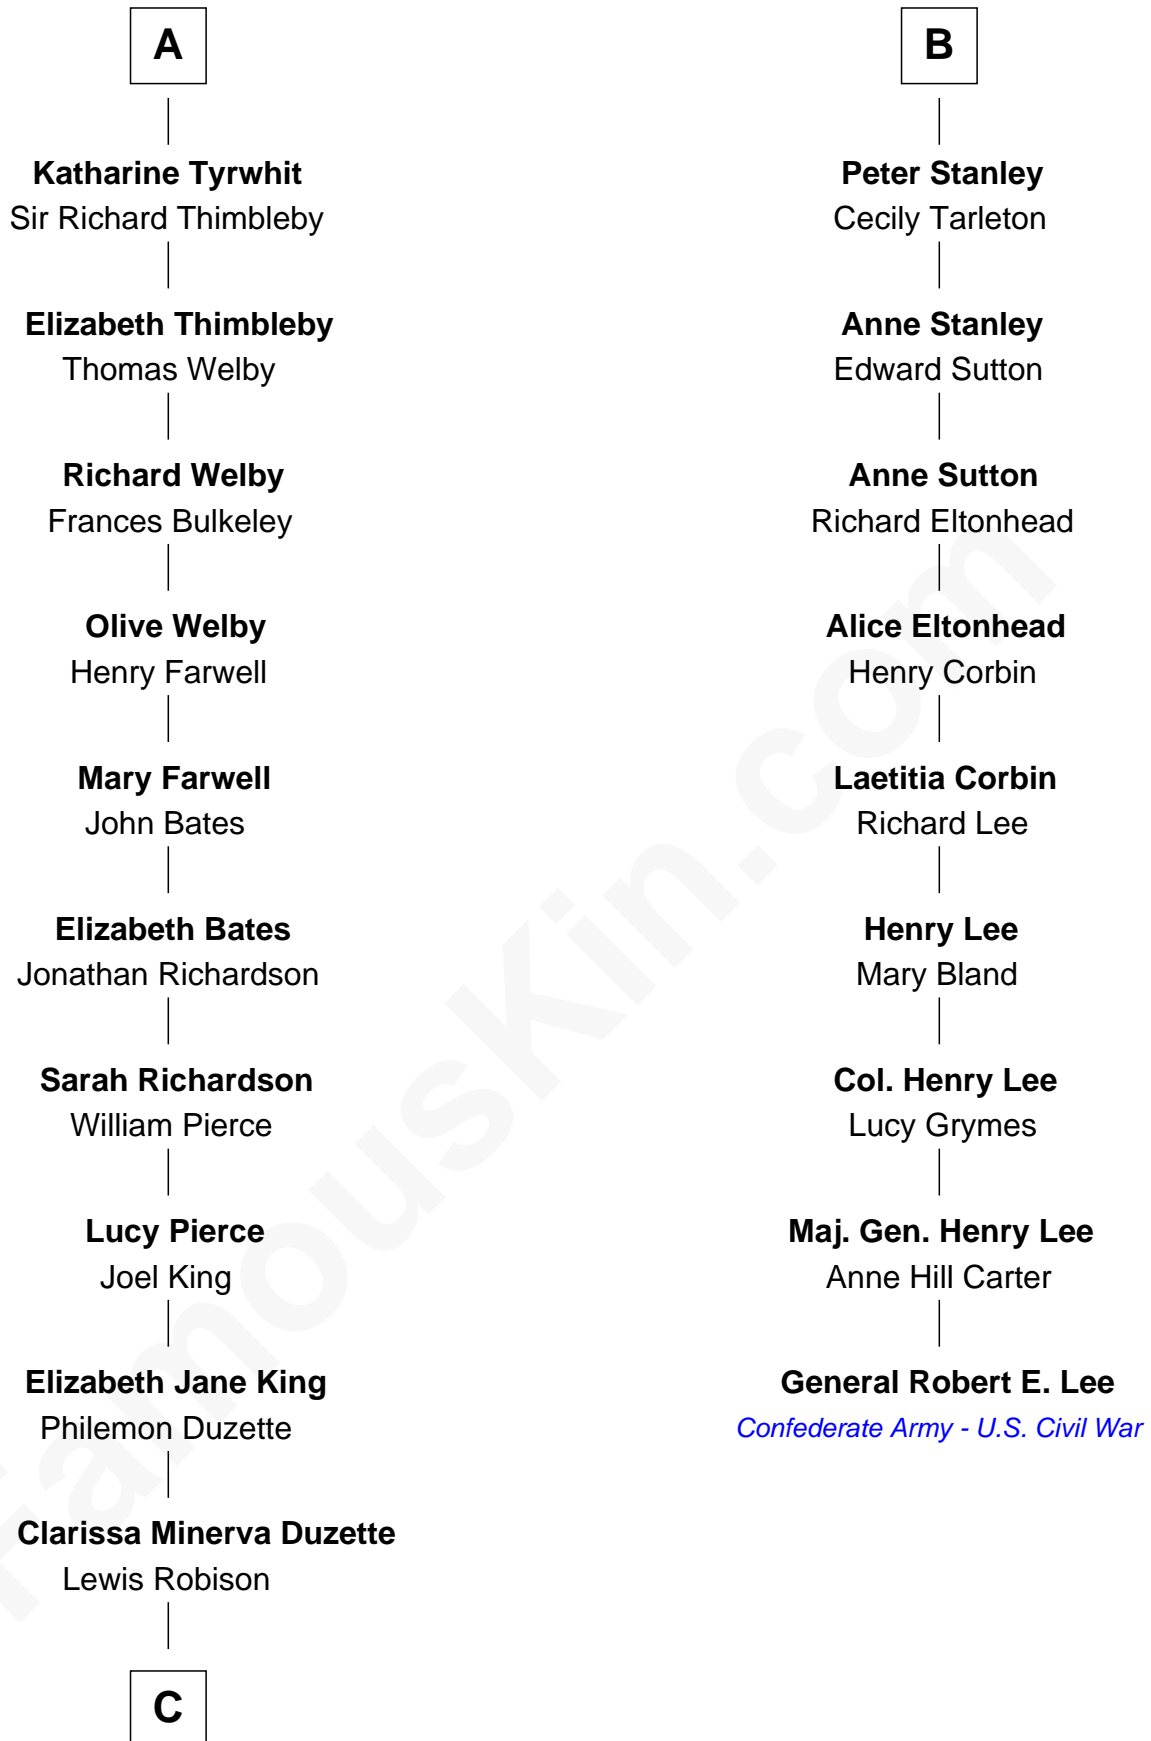 A
Katharine Tyrwhit
Sir Richard Thimbleby
Elizabeth Thimbleby
Thomas Welby
Richard Welby
Frances Bulkeley
Olive Welby
Henry Farwell
Mary Farwell
John Bates
Elizabeth Bates
Jonathan Richardson
Sarah Richardson
William Pierce
Lucy Pierce
Joel King
Elizabeth Jane King
Philemon Duzette
Clarissa Minerva Duzette
Lewis Robison
C
B
Peter Stanley
Cecily Tarleton
Anne Stanley
Edward Sutton
Anne Sutton
Richard Eltonhead
Alice Eltonhead
Henry Corbin
Laetitia Corbin
Richard Lee
Henry Lee
Mary Bland
Col. Henry Lee
Lucy Grymes
Maj. Gen. Henry Lee
Anne Hill Carter
General Robert E. Lee
Confederate Army - U.S. Civil War
FamousKin.com